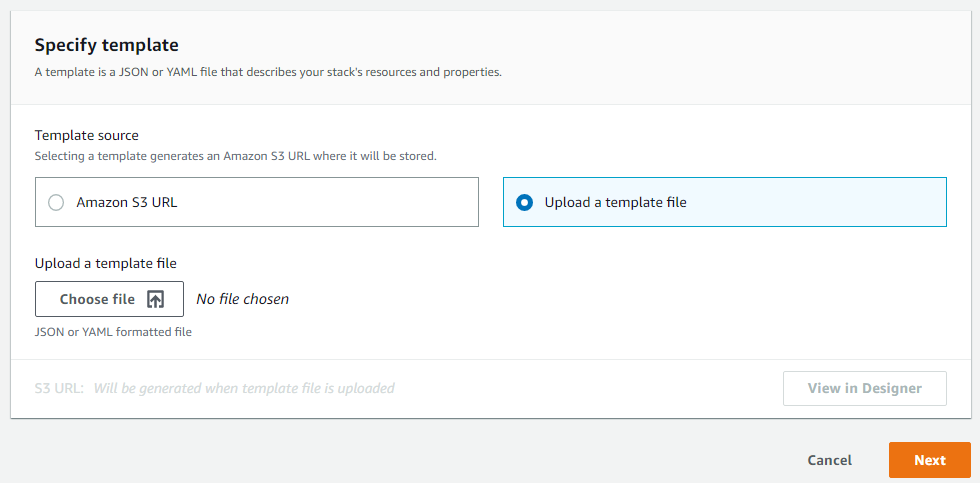 Specify template
A template is a JSON or YAML file that describes your stack's resources and properties.
Template source
Selecting a template generates an Amazon S3 URL where it will be stored.
Amazon S3 URL
Upload a template file
Upload a template file
Choose file
No file chosen
JSON or YAML formatted file
S3 URL: Will be generated when template file is uploaded
View in Designer
Cancel
Next